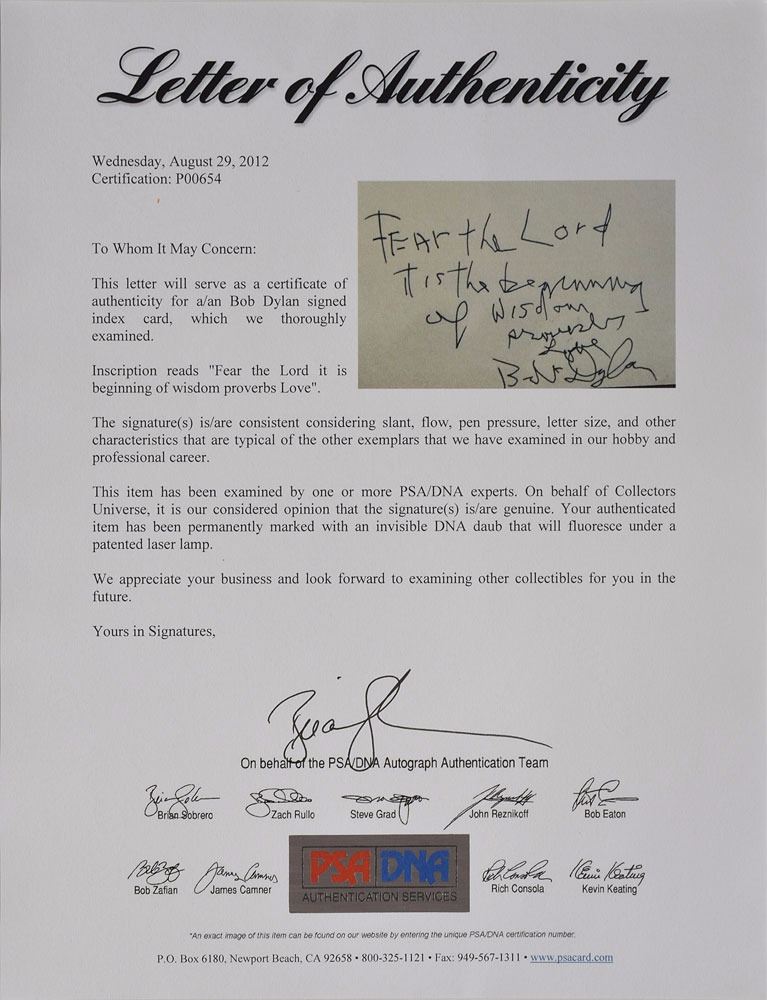 Letter of Authenticity
Wednesday, August 29, 2012
Certification: P00654
To Whom It May Concern:
This letter will serve as a certificate of
authenticity for a/an Bob Dylan signed
index card, which we thoroughly
examined.
Inscription reads "Fear the Lord it is
beginning of wisdom proverbs Love".
FEAr the Lord
it is the beginning
of Wisdom
proverbs
Love
Bob Dylan
The signature(s) is/are consistent considering slant, flow, pen pressure, letter size, and other
characteristics that are typical of the other exemplars that we have examined in our hobby and
professional career.
This item has been examined by one or more PSA/DNA experts. On behalf of Collectors
Universe, it is our considered opinion that the signature(s) is/are genuine. Your authenticated
item has been permanently marked with an invisible DNA daub that will fluoresce under a
patented laser lamp.
We appreciate your business and look forward to examining other collectibles for you in the
future.
Yours in Signatures,
On behalf of the PSA/DNA Autograph Authentication Team
Brian Sobrero Zach Rullo Steve Grad John Reznikoff Bob Eaton
Bob Zafian James Camner Rich Consola Kevin Keating
PSA DNA
AUTHENTICATION SERVICES
*An exact image of this item can be found on our website by entering the unique PSA/DNA certification number.
P.O. Box 6180, Newport Beach, CA 92658 • 800-325-1121 • Fax: 949-567-1311 • www.psacard.com